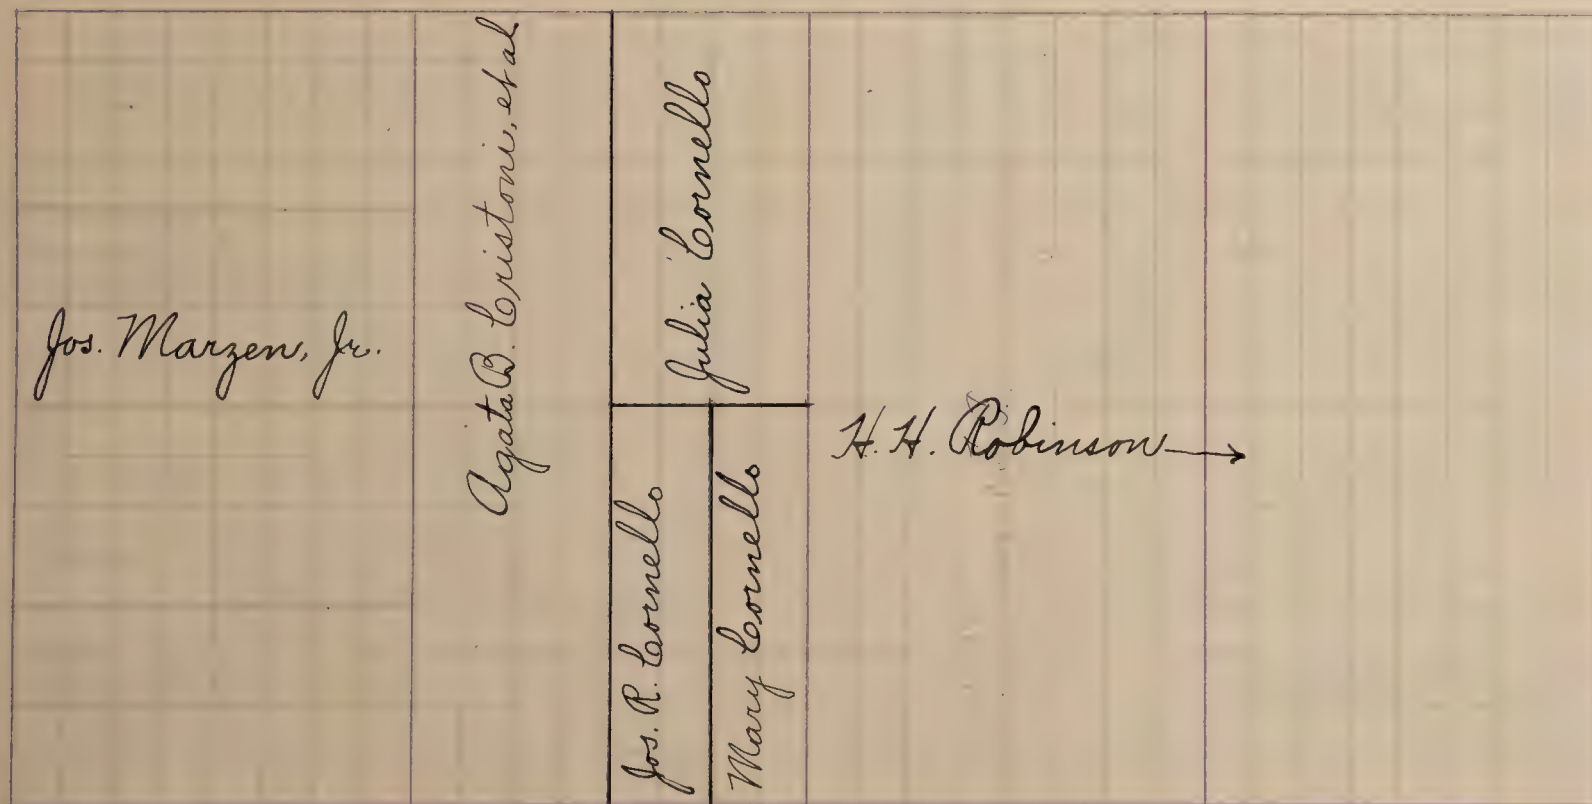 Jos. Marzen, Jr.
Agata B. Cristoni, et al
Julia Cornello
Jos. R. Cornello
Mary Cornello
H. H. Robinson